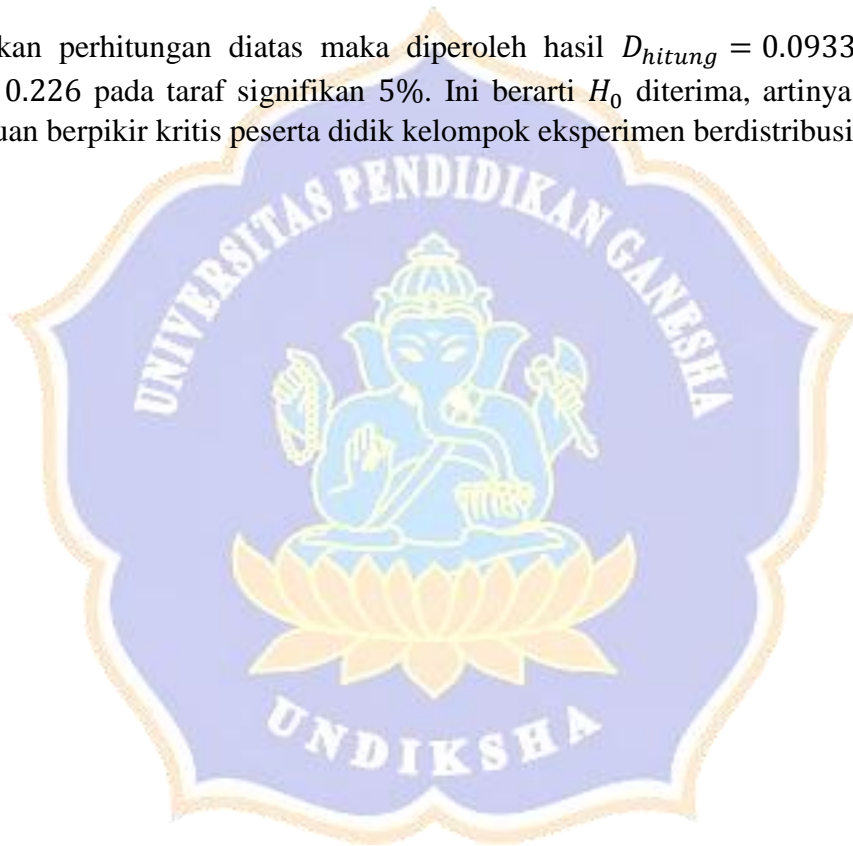 kan perhitungan diatas maka diperoleh hasil D_hitung = 0.0933
0.226 pada taraf signifikan 5%. Ini berarti H₀ diterima, artinya
uan berpikir kritis peserta didik kelompok eksperimen berdistribusi
UNIVERSITAS PENDIDIKAN GANESHA
UNDIKSHA